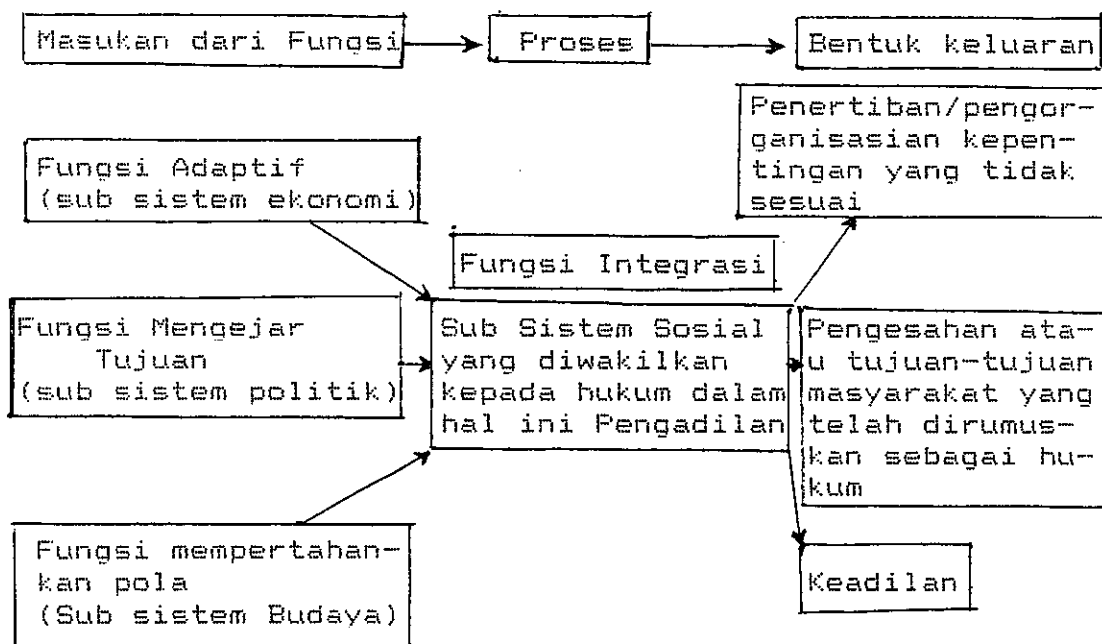 Masukan dari Fungsi
Proses
Bentuk keluaran
Penertiban/pengor-
ganisasian kepen-
tingan yang tidak
sesuai
Fungsi Adaptif
(sub sistem ekonomi)
Fungsi Integrasi
Fungsi Mengejar
Tujuan
(sub sistem politik)
Sub Sistem Sosial
yang diwakilkan
kepada hukum dalam
hal ini Pengadilan
Pengesahan ata-
u tujuan-tujuan
masyarakat yang
telah dirumus-
kan sebagai hu-
kum
Fungsi mempertahan-
kan pola
(Sub sistem Budaya)
Keadilan